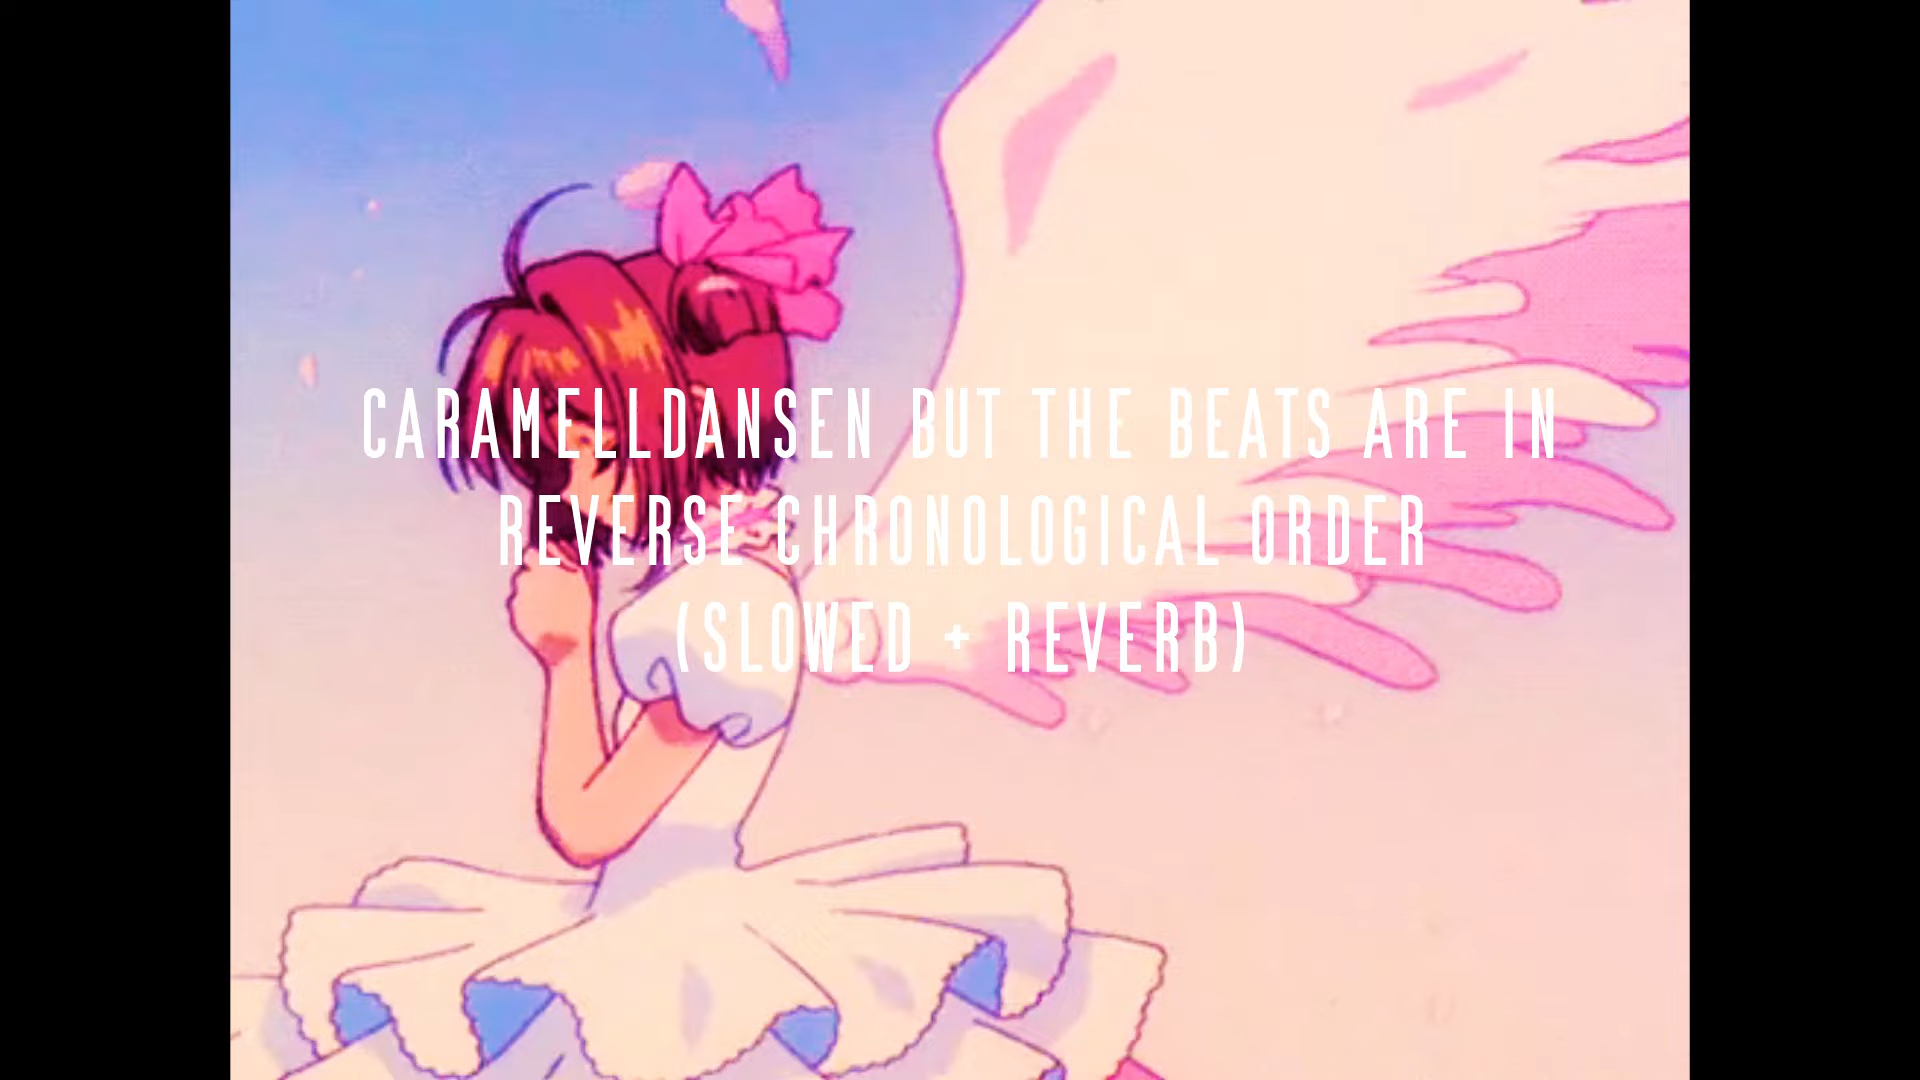 CARAMELLDANSEN BUT THE BEATS ARE IN
REVERSE CHRONOLOGICAL ORDER
(SLOWED + REVERB)